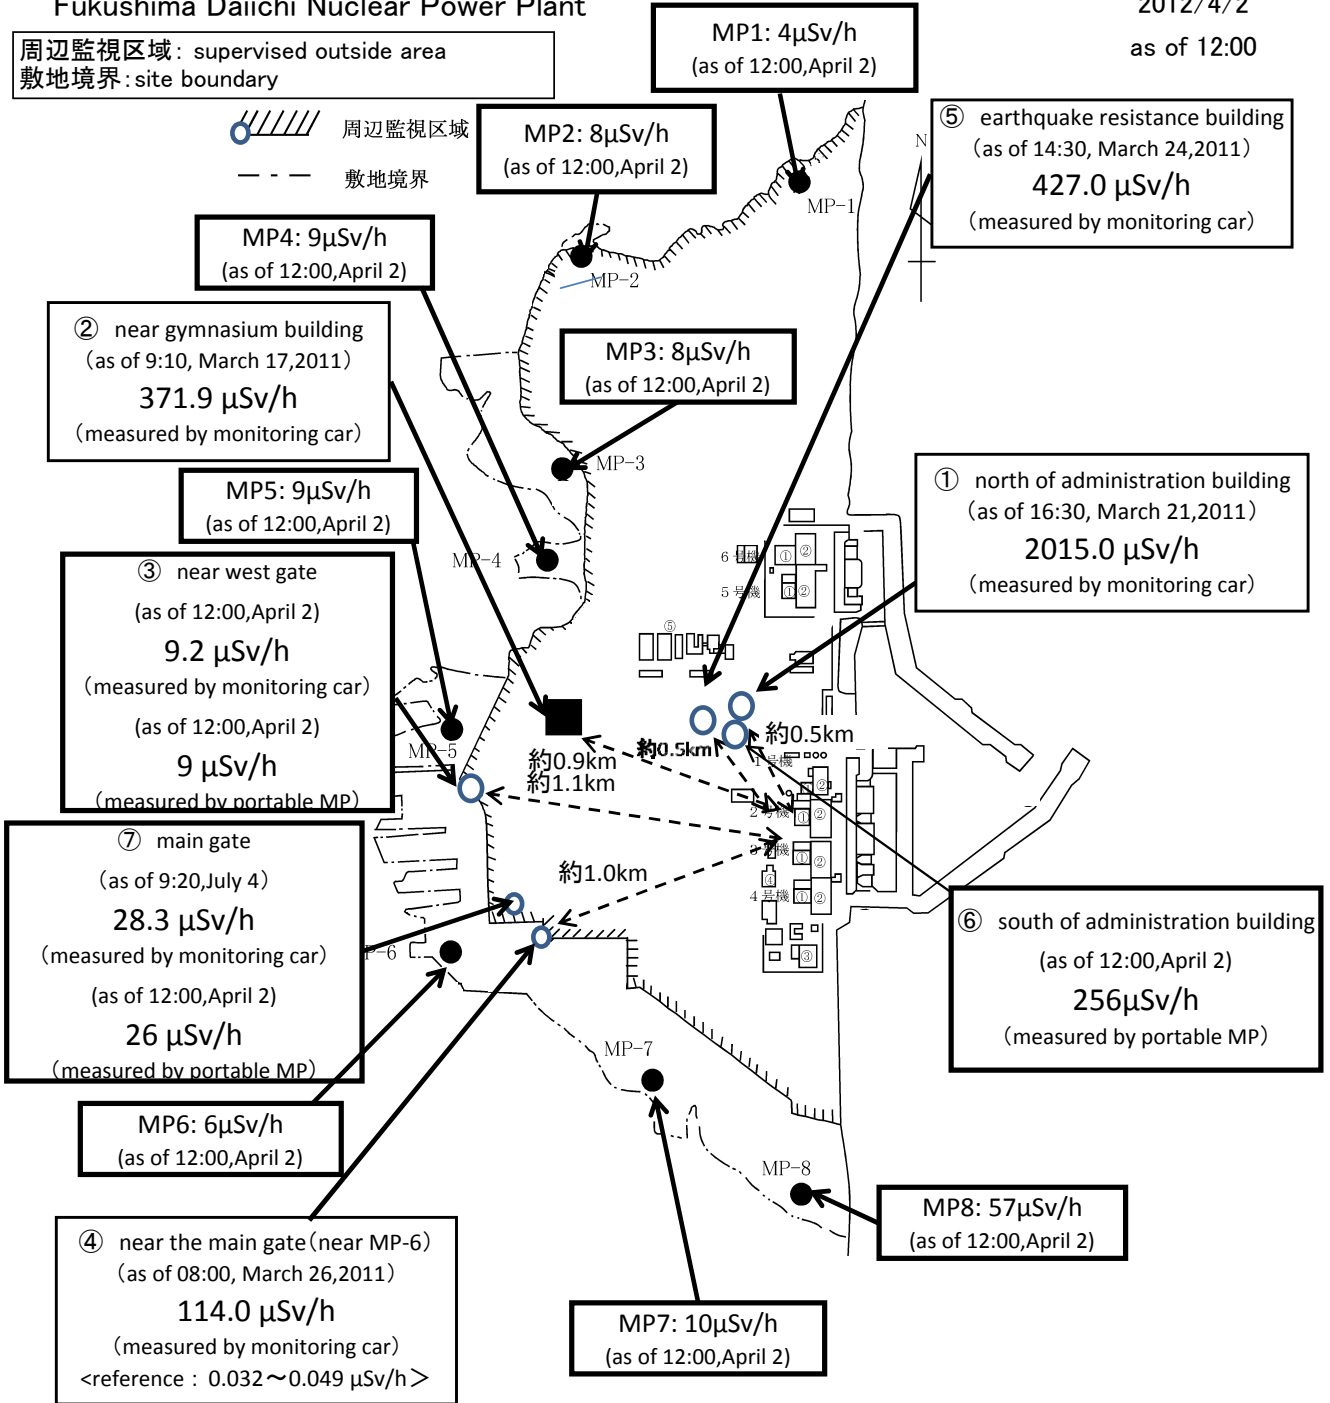 Fukushima Daiichi Nuclear Power Plant
2012/4/2
as of 12:00
周辺監視区域: supervised outside area
敷地境界:site boundary
周辺監視区域
敷地境界
MP1: 4μSv/h
(as of 12:00,April 2)
MP2: 8μSv/h
(as of 12:00,April 2)
⑤ earthquake resistance building
(as of 14:30, March 24,2011)
427.0 μSv/h
(measured by monitoring car)
N
MP-1
MP4: 9μSv/h
(as of 12:00,April 2)
MP-2
② near gymnasium building
(as of 9:10, March 17,2011)
371.9 μSv/h
(measured by monitoring car)
MP3: 8μSv/h
(as of 12:00,April 2)
MP-3
MP5: 9μSv/h
(as of 12:00,April 2)
① north of administration building
(as of 16:30, March 21,2011)
2015.0 μSv/h
(measured by monitoring car)
MP-4
6号機
① ②
5号機
① ②
⑤
③ near west gate
(as of 12:00,April 2)
9.2 μSv/h
(measured by monitoring car)
(as of 12:00,April 2)
9 μSv/h
(measured by portable MP)
MP-5
約0.9km
約1.1km
約0.5km
約0.5km
1号機
②
2号機
① ②
3号機
① ②
④
4号機
① ②
③
約1.0km
⑦ main gate
(as of 9:20,July 4)
28.3 μSv/h
(measured by monitoring car)
(as of 12:00,April 2)
26 μSv/h
(measured by portable MP)
P-6
⑥ south of administration building
(as of 12:00,April 2)
256μSv/h
(measured by portable MP)
MP-7
MP6: 6μSv/h
(as of 12:00,April 2)
MP-8
MP8: 57μSv/h
(as of 12:00,April 2)
④ near the main gate(near MP-6)
(as of 08:00, March 26,2011)
114.0 μSv/h
(measured by monitoring car)
<reference : 0.032～0.049 μSv/h＞
MP7: 10μSv/h
(as of 12:00,April 2)